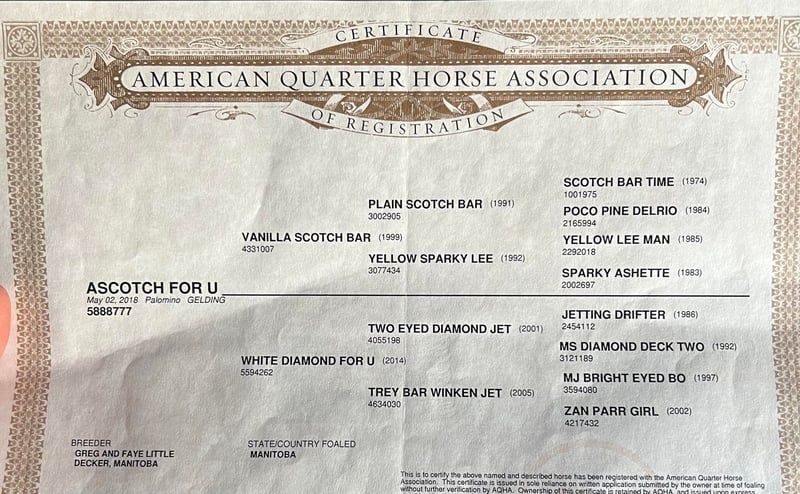 CERTIFICATE
AMERICAN QUARTER HORSE ASSOCIATION
OF REGISTRATION
SCOTCH BAR TIME (1974)
1001975
PLAIN SCOTCH BAR (1991)
3002905
POCO PINE DELRIO (1984)
2165994
VANILLA SCOTCH BAR (1999)
4331007
YELLOW LEE MAN (1985)
2292018
YELLOW SPARKY LEE (1992)
3077434
SPARKY ASHETTE (1983)
2002697
ASCOTCH FOR U
May 02, 2018 Palomino GELDING
5888777
JETTING DRIFTER (1986)
2454112
TWO EYED DIAMOND JET (2001)
4055198
MS DIAMOND DECK TWO (1992)
3121189
WHITE DIAMOND FOR U (2014)
5594262
MJ BRIGHT EYED BO (1997)
3594080
TREY BAR WINKEN JET (2005)
4634030
ZAN PARR GIRL (2002)
4217432
BREEDER
GREG AND FAYE LITTLE
DECKER, MANITOBA
STATE/COUNTRY FOALED
MANITOBA
This is to certify the above named and described horse has been registered with the American Quarter Horse
Association. This certificate is issued in sole reliance on written application submitted by the owner at time of foaling
without further verification by AQHA. Ownership of this certificate is retained by AQHA, and issued upon express